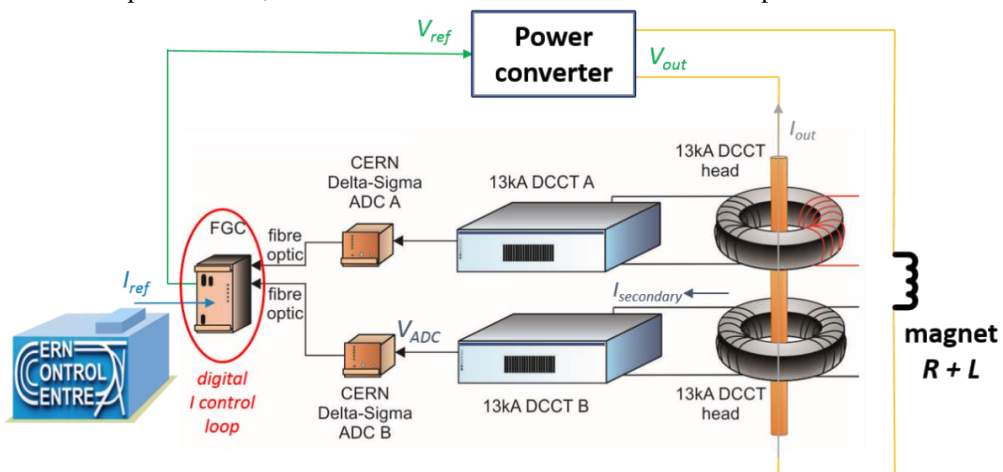 V_ref
Power
converter
V_out
I_out
CERN
Delta-Sigma
ADC A
13kA DCCT A
13kA DCCT
head
FGC
fibre
optic
I_ref
fibre
optic
I_secondary
V_ADC
magnet
R + L
CERN
CONTROL
CENTRE
digital
I control
loop
CERN
Delta-Sigma
ADC B
13kA DCCT B
13kA DCCT
head